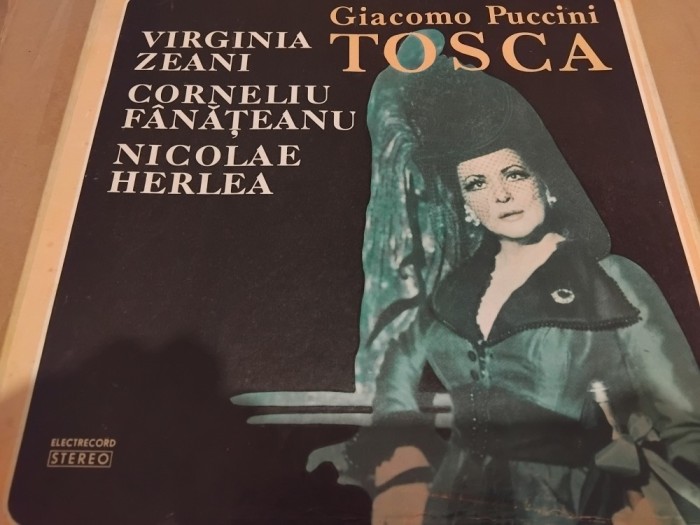 Giacomo Puccini
TOSCA
VIRGINIA
ZEANI
CORNELIU
FÂNĂȚEANU
NICOLAE
HERLEA
ELECTRECORD
STEREO